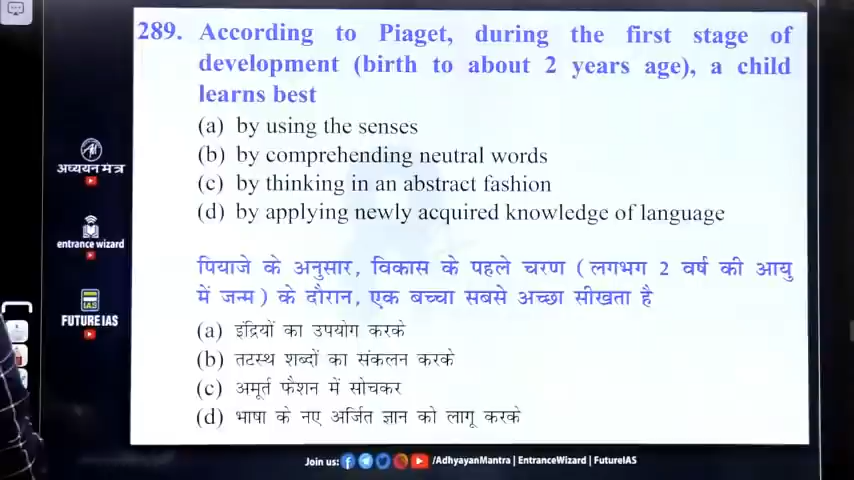 289. According to Piaget, during the first stage of
development (birth to about 2 years age), a child
learns best
(a) by using the senses
(b) by comprehending neutral words
(c) by thinking in an abstract fashion
(d) by applying newly acquired knowledge of language
पियाजे के अनुसार, विकास के पहले चरण (लगभग 2 वर्ष की आयु
में जन्म) के दौरान, एक बच्चा सबसे अच्छा सीखता है
(a) इंद्रियों का उपयोग करके
(b) तटस्थ शब्दों का संकलन करके
(c) अमूर्त फैशन में सोचकर
(d) भाषा के नए अर्जित ज्ञान को लागू करके
अध्ययन मंत्र
entrance wizard
IAS
FUTURE IAS
Join us: /AdhyayanMantra | EntranceWizard | FutureIAS